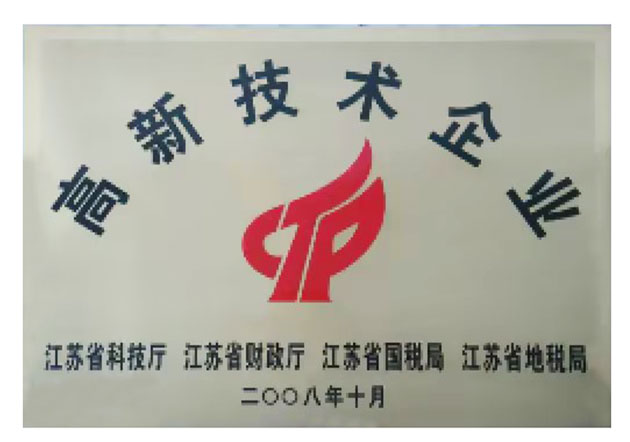 高新技术企业
CTP
江苏省科技厅 江苏省财政厅 江苏省国税局 江苏省地税局
二〇〇八年十月